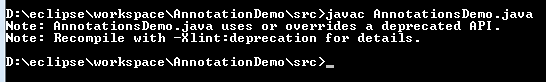 D:\eclipse\workspace\AnnotationDemo\src>javac AnnotationsDemo.java
Note: AnnotationsDemo.java uses or overrides a deprecated API.
Note: Recompile with -Xlint:deprecation for details.
D:\eclipse\workspace\AnnotationDemo\src>_